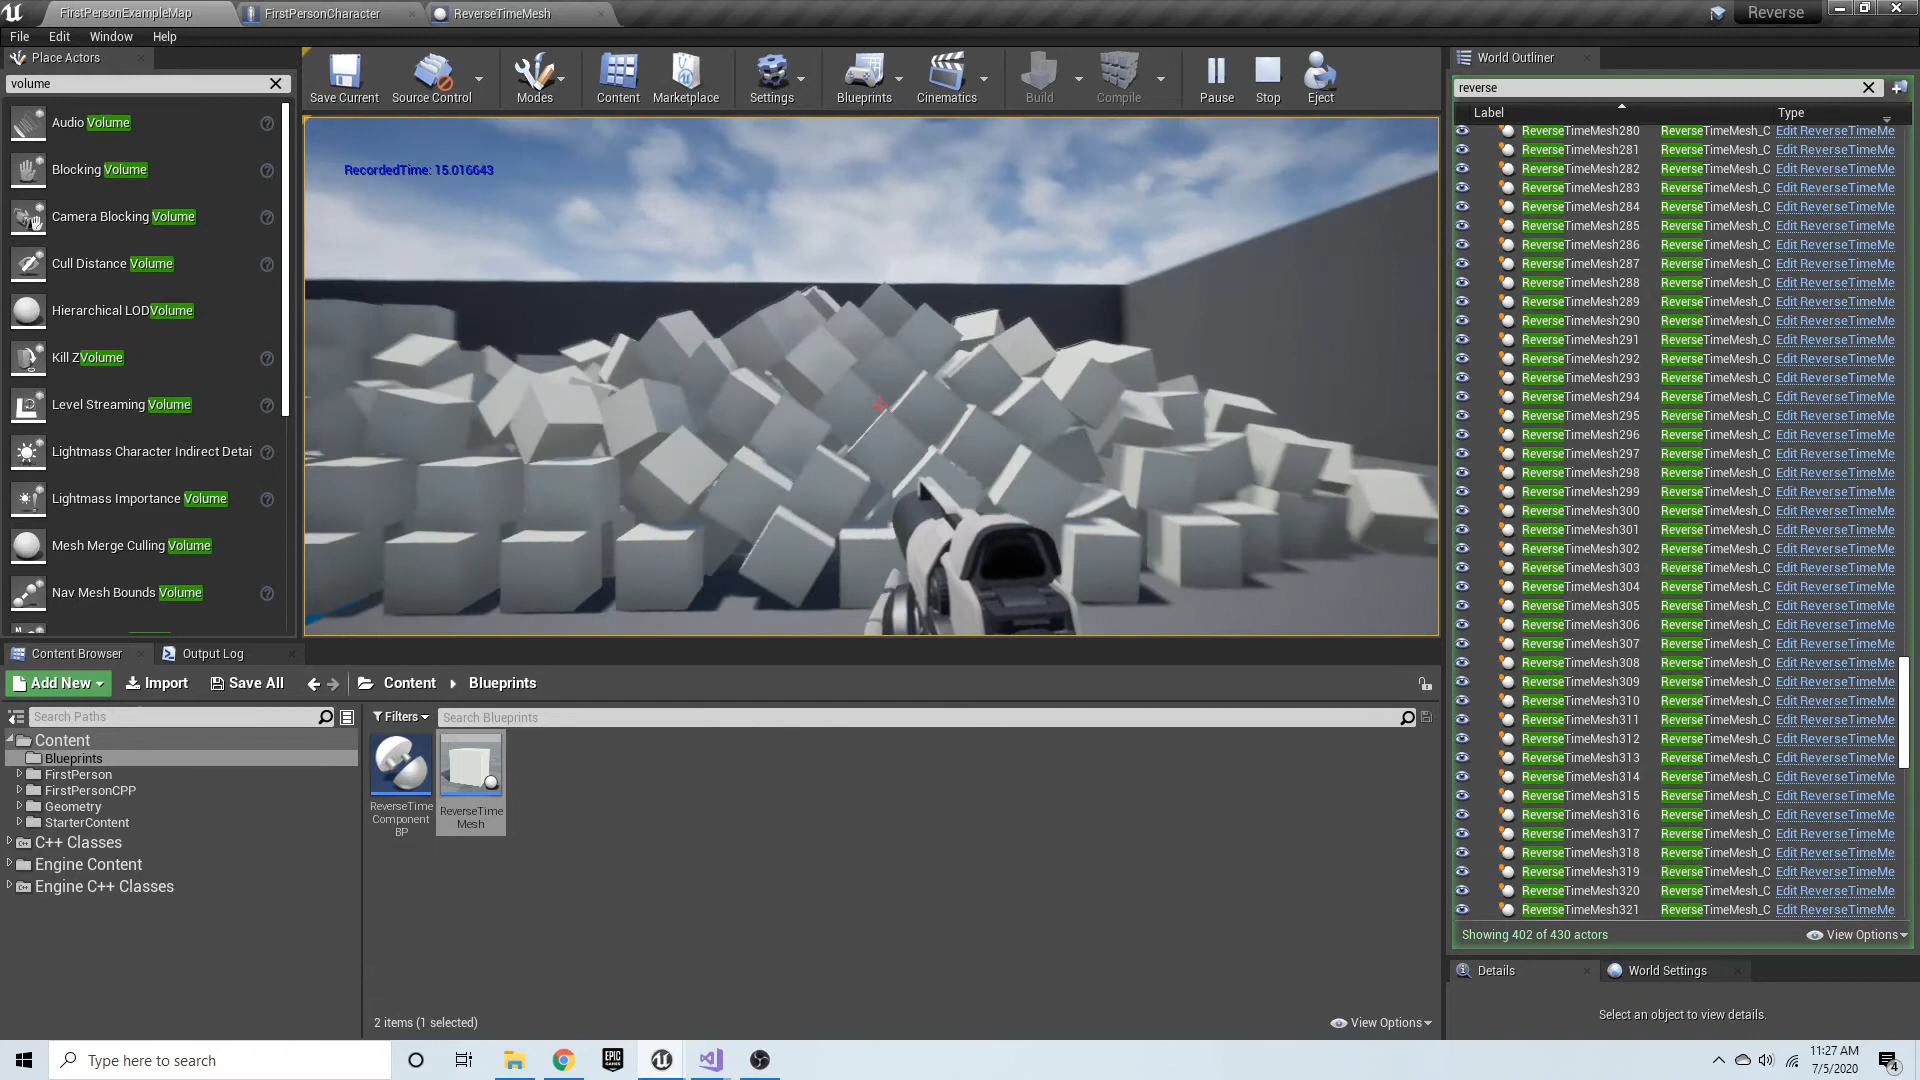 FirstPersonExampleMap
FirstPersonCharacter
ReverseTimeMesh
Reverse
File Edit Window Help
Place Actors
volume
Audio Volume
Blocking Volume
Camera Blocking Volume
Cull Distance Volume
Hierarchical LODVolume
Kill ZVolume
Level Streaming Volume
Lightmass Character Indirect Detai
Lightmass Importance Volume
Mesh Merge Culling Volume
Nav Mesh Bounds Volume
Save Current
Source Control
Modes
Content
Marketplace
Settings
Blueprints
Cinematics
Build
Compile
Pause
Stop
Eject
RecordedTime: 15.016643
World Outliner
reverse
Label Type
ReverseTimeMesh280 ReverseTimeMesh_C Edit ReverseTimeMe
ReverseTimeMesh281 ReverseTimeMesh_C Edit ReverseTimeMe
ReverseTimeMesh282 ReverseTimeMesh_C Edit ReverseTimeMe
ReverseTimeMesh283 ReverseTimeMesh_C Edit ReverseTimeMe
ReverseTimeMesh284 ReverseTimeMesh_C Edit ReverseTimeMe
ReverseTimeMesh285 ReverseTimeMesh_C Edit ReverseTimeMe
ReverseTimeMesh286 ReverseTimeMesh_C Edit ReverseTimeMe
ReverseTimeMesh287 ReverseTimeMesh_C Edit ReverseTimeMe
ReverseTimeMesh288 ReverseTimeMesh_C Edit ReverseTimeMe
ReverseTimeMesh289 ReverseTimeMesh_C Edit ReverseTimeMe
ReverseTimeMesh290 ReverseTimeMesh_C Edit ReverseTimeMe
ReverseTimeMesh291 ReverseTimeMesh_C Edit ReverseTimeMe
ReverseTimeMesh292 ReverseTimeMesh_C Edit ReverseTimeMe
ReverseTimeMesh293 ReverseTimeMesh_C Edit ReverseTimeMe
ReverseTimeMesh294 ReverseTimeMesh_C Edit ReverseTimeMe
ReverseTimeMesh295 ReverseTimeMesh_C Edit ReverseTimeMe
ReverseTimeMesh296 ReverseTimeMesh_C Edit ReverseTimeMe
ReverseTimeMesh297 ReverseTimeMesh_C Edit ReverseTimeMe
ReverseTimeMesh298 ReverseTimeMesh_C Edit ReverseTimeMe
ReverseTimeMesh299 ReverseTimeMesh_C Edit ReverseTimeMe
ReverseTimeMesh300 ReverseTimeMesh_C Edit ReverseTimeMe
ReverseTimeMesh301 ReverseTimeMesh_C Edit ReverseTimeMe
ReverseTimeMesh302 ReverseTimeMesh_C Edit ReverseTimeMe
ReverseTimeMesh303 ReverseTimeMesh_C Edit ReverseTimeMe
ReverseTimeMesh304 ReverseTimeMesh_C Edit ReverseTimeMe
ReverseTimeMesh305 ReverseTimeMesh_C Edit ReverseTimeMe
ReverseTimeMesh306 ReverseTimeMesh_C Edit ReverseTimeMe
ReverseTimeMesh307 ReverseTimeMesh_C Edit ReverseTimeMe
ReverseTimeMesh308 ReverseTimeMesh_C Edit ReverseTimeMe
ReverseTimeMesh309 ReverseTimeMesh_C Edit ReverseTimeMe
ReverseTimeMesh310 ReverseTimeMesh_C Edit ReverseTimeMe
ReverseTimeMesh311 ReverseTimeMesh_C Edit ReverseTimeMe
ReverseTimeMesh312 ReverseTimeMesh_C Edit ReverseTimeMe
ReverseTimeMesh313 ReverseTimeMesh_C Edit ReverseTimeMe
ReverseTimeMesh314 ReverseTimeMesh_C Edit ReverseTimeMe
ReverseTimeMesh315 ReverseTimeMesh_C Edit ReverseTimeMe
ReverseTimeMesh316 ReverseTimeMesh_C Edit ReverseTimeMe
ReverseTimeMesh317 ReverseTimeMesh_C Edit ReverseTimeMe
ReverseTimeMesh318 ReverseTimeMesh_C Edit ReverseTimeMe
ReverseTimeMesh319 ReverseTimeMesh_C Edit ReverseTimeMe
ReverseTimeMesh320 ReverseTimeMesh_C Edit ReverseTimeMe
ReverseTimeMesh321 ReverseTimeMesh_C Edit ReverseTimeMe
Showing 402 of 430 actors View Options
Details World Settings
Select an object to view details.
Content Browser Output Log
Add New Import Save All Content Blueprints
Search Paths
Filters Search Blueprints
Content
Blueprints
FirstPerson
FirstPersonCPP
Geometry
StarterContent
C++ Classes
Engine Content
Engine C++ Classes
ReverseTime
Component
BP
ReverseTime
Mesh
2 items (1 selected) View Options
Type here to search
EPIC
GAMES
11:27 AM
7/5/2020
4